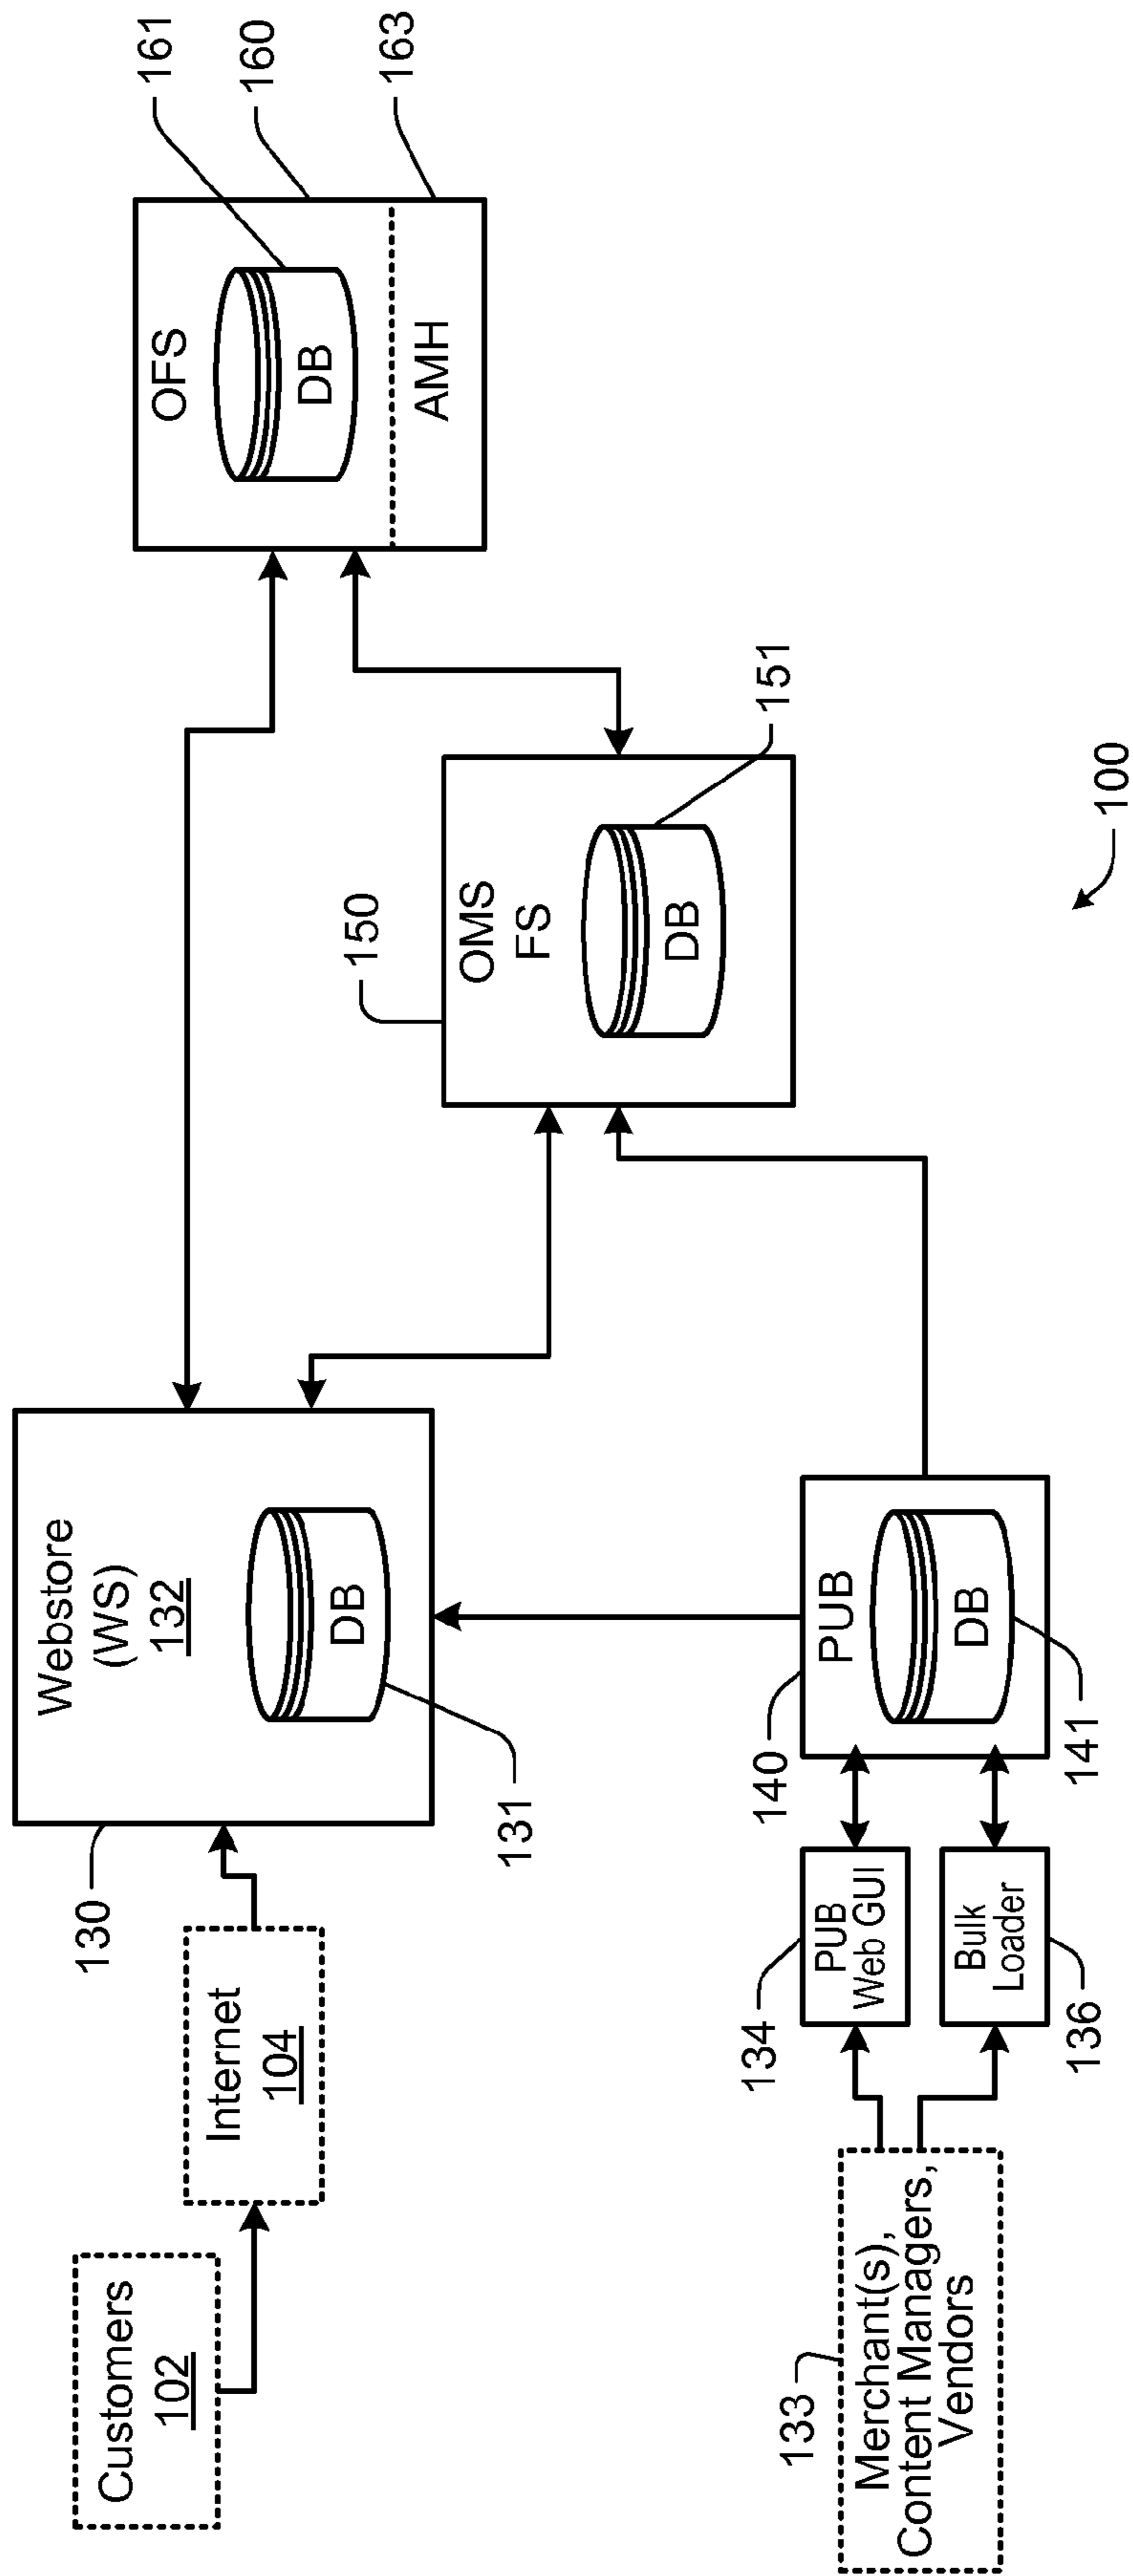 Customers
102
Internet
104
130
Webstore
(WS)
132
DB
131
OFS
DB
AMH
161
160
163
150
OMS
FS
DB
151
133
Merchant(s),
Content Managers,
Vendors
134
PUB
Web GUI
Bulk
Loader
136
140
PUB
DB
141
100